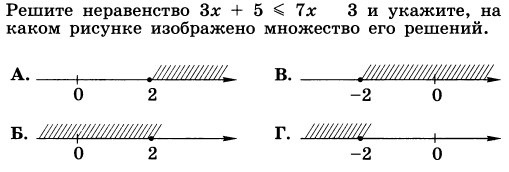 Решите неравенство 3x + 5 ⩽ 7x 3 и укажите, на
каком рисунке изображено множество его решений.
А. 0 2
В. -2 0
Б. 0 2
Г. -2 0